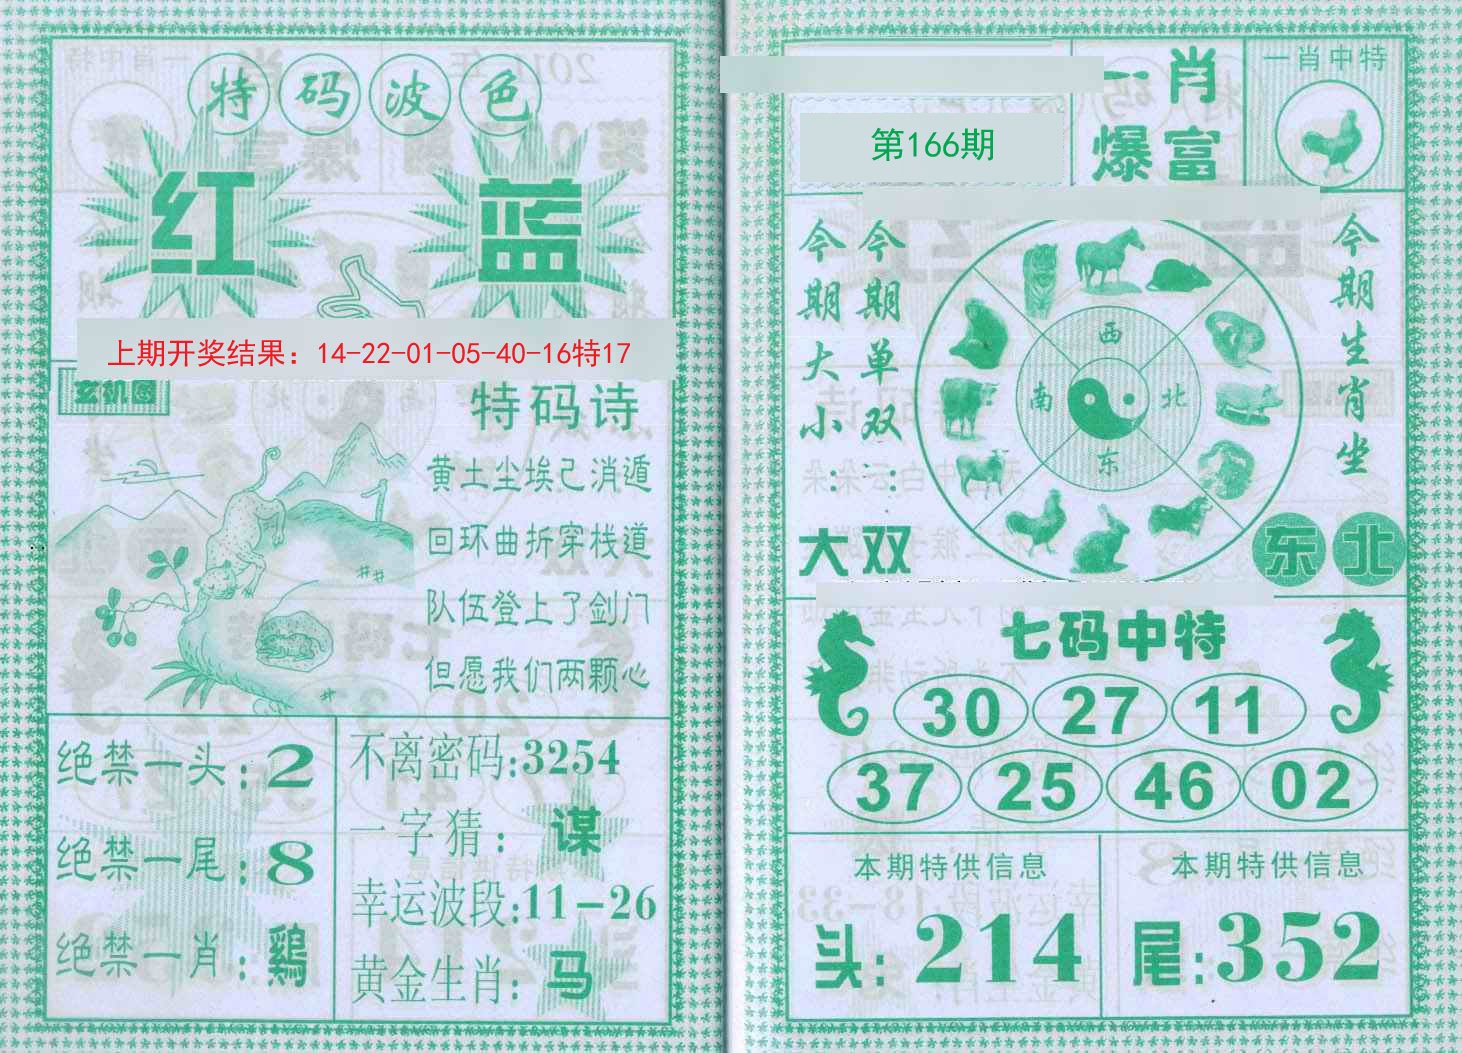 特码波色
红 蓝
上期开奖结果：14-22-01-05-40-16特17
特码诗
黄土尘埃己消遁
回环曲折穿栈道
队伍登上了剑门
但愿我们两颗心
绝禁一头：2
绝禁一尾：8
绝禁一肖：鷄
不离密码:3254
一字猜：谋
幸运波段:11-26
黄金生肖：马
第166期
一肖
爆富
一肖中特
今期大小：大
今期单双：双
西
南 北
东
今期生肖坐
东北
七码中特
30 27 11
37 25 46 02
本期特供信息
头：214
本期特供信息
尾：352